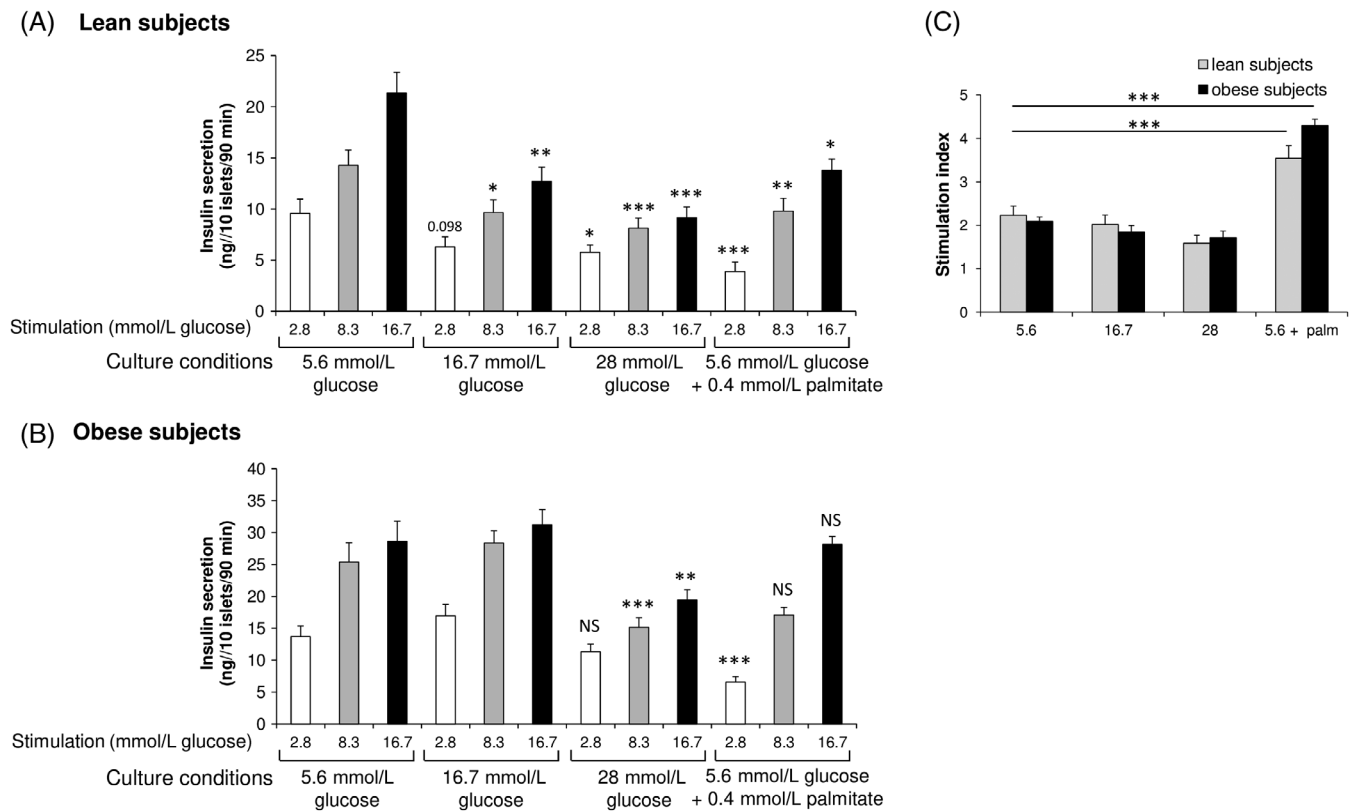 (A) Lean subjects
Insulin secretion
(ng//10 islets/90 min)
25
20
15
10
5
0
0.098
*
**
*
***
***
***
**
*
Stimulation (mmol/L glucose) 2.8 8.3 16.7 2.8 8.3 16.7 2.8 8.3 16.7 2.8 8.3 16.7
Culture conditions 5.6 mmol/L 16.7 mmol/L 28 mmol/L 5.6 mmol/L glucose
glucose glucose glucose + 0.4 mmol/L palmitate
(B) Obese subjects
Insulin secretion
(ng//10 islets/90 min)
40
35
30
25
20
15
10
5
0
NS
***
**
***
NS
NS
Stimulation (mmol/L glucose) 2.8 8.3 16.7 2.8 8.3 16.7 2.8 8.3 16.7 2.8 8.3 16.7
Culture conditions 5.6 mmol/L 16.7 mmol/L 28 mmol/L 5.6 mmol/L glucose
glucose glucose glucose + 0.4 mmol/L palmitate
(C)
lean subjects
obese subjects
***
***
Stimulation index
5
4
3
2
1
0
5.6 16.7 28 5.6 + palm